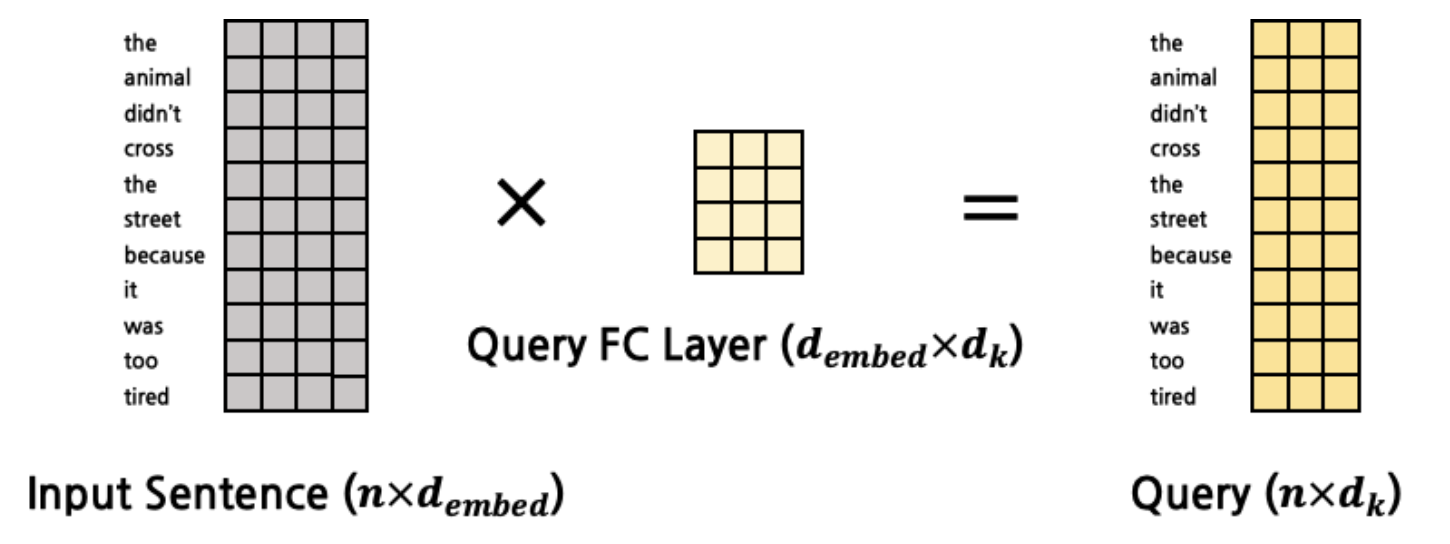 the
animal
didn't
cross
the
street
because
it
was
too
tired
Input Sentence (n×d_embed)
×
Query FC Layer (d_embed×d_k)
=
the
animal
didn't
cross
the
street
because
it
was
too
tired
Query (n×d_k)